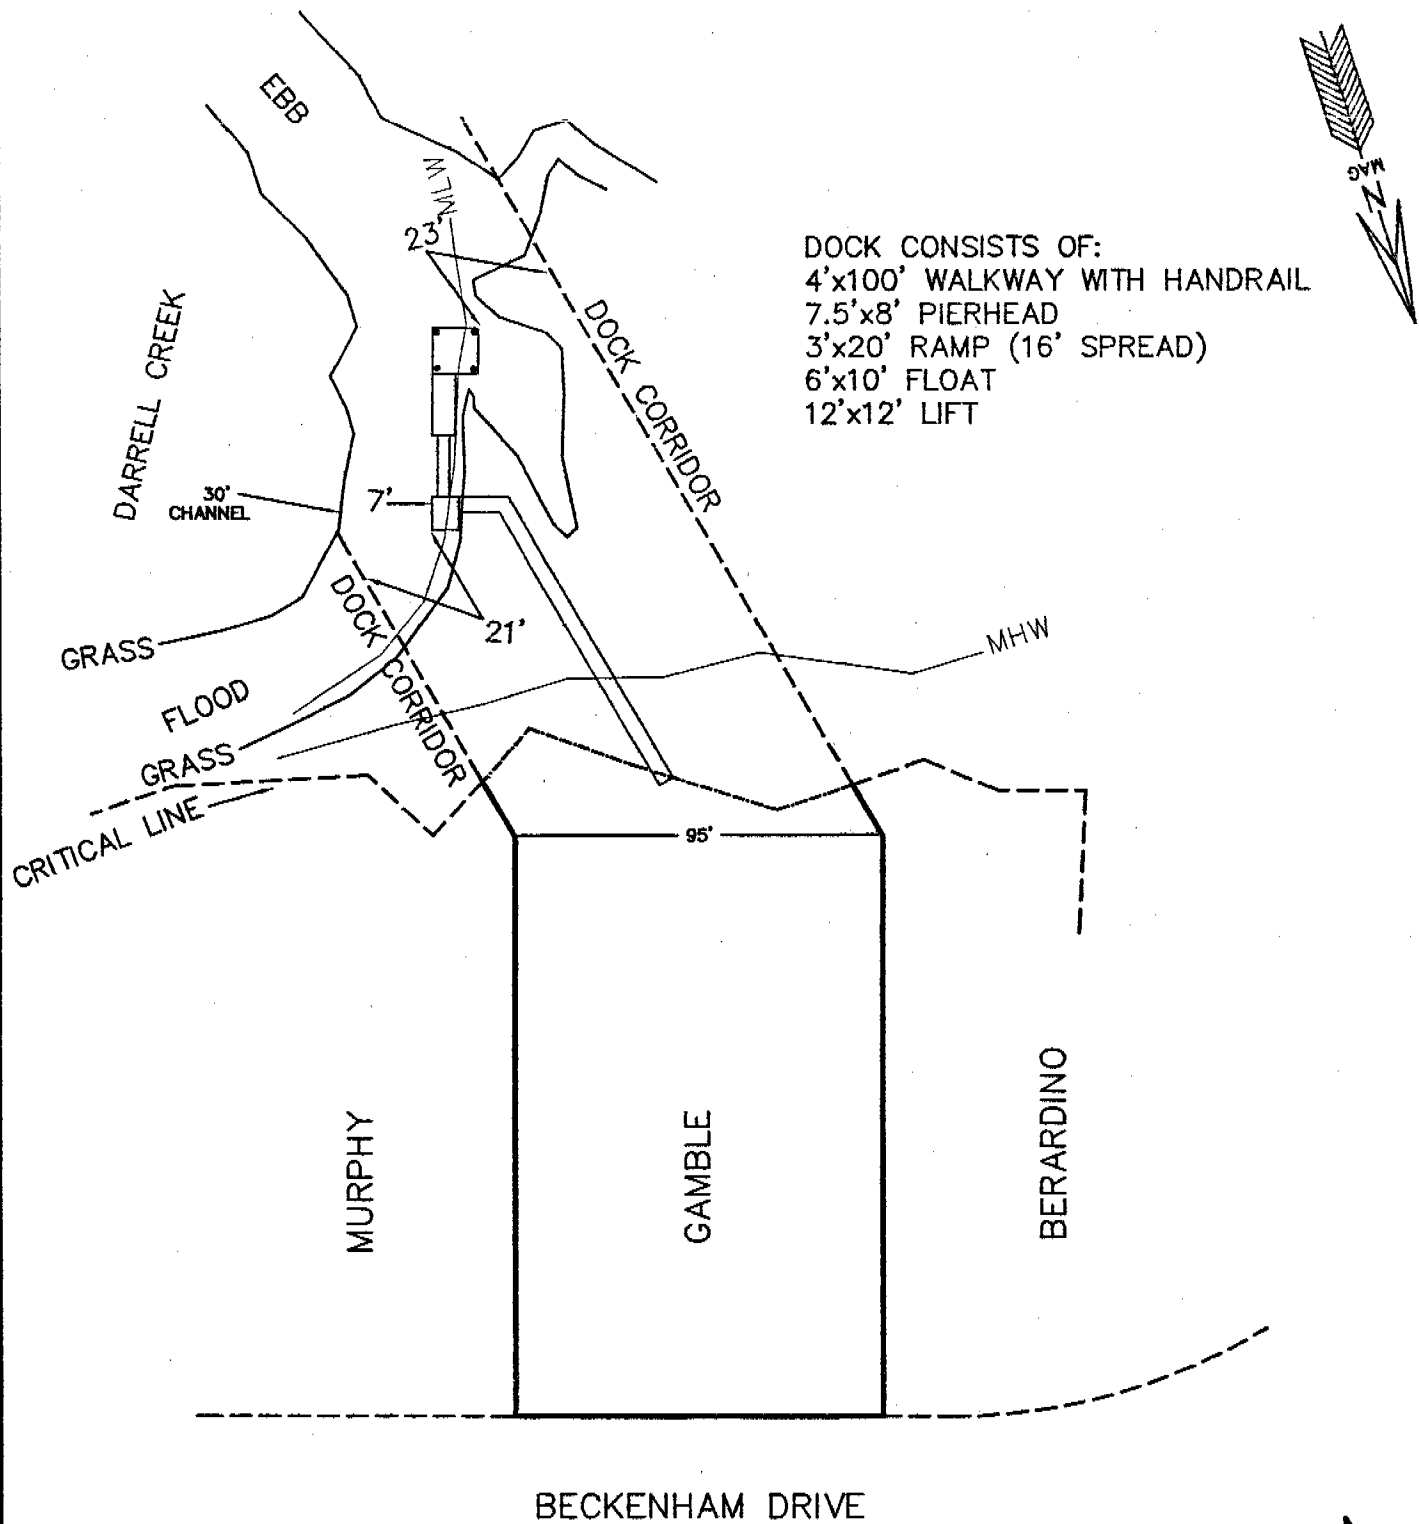 EBB
MAG
N
MLW
23'
DOCK CONSISTS OF:
4'x100' WALKWAY WITH HANDRAIL
7.5'x8' PIERHEAD
3'x20' RAMP (16' SPREAD)
6'x10' FLOAT
12'x12' LIFT
DARRELL CREEK
DOCK CORRIDOR
30'
CHANNEL
7'
DOCK CORRIDOR
21'
MHW
GRASS
FLOOD
GRASS
CRITICAL LINE
95'
MURPHY
GAMBLE
BERARDINO
BECKENHAM DRIVE